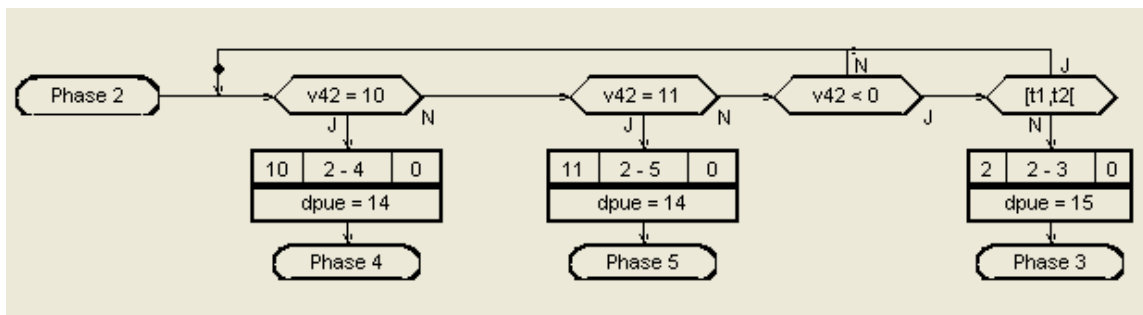 N
J
Phase 2
v42 = 10
v42 = 11
v42 < 0
[t1,t2[
J
N
J
N
J
N
10 2 - 4 0
11 2 - 5 0
2 2 - 3 0
dpue = 14
dpue = 14
dpue = 15
Phase 4
Phase 5
Phase 3